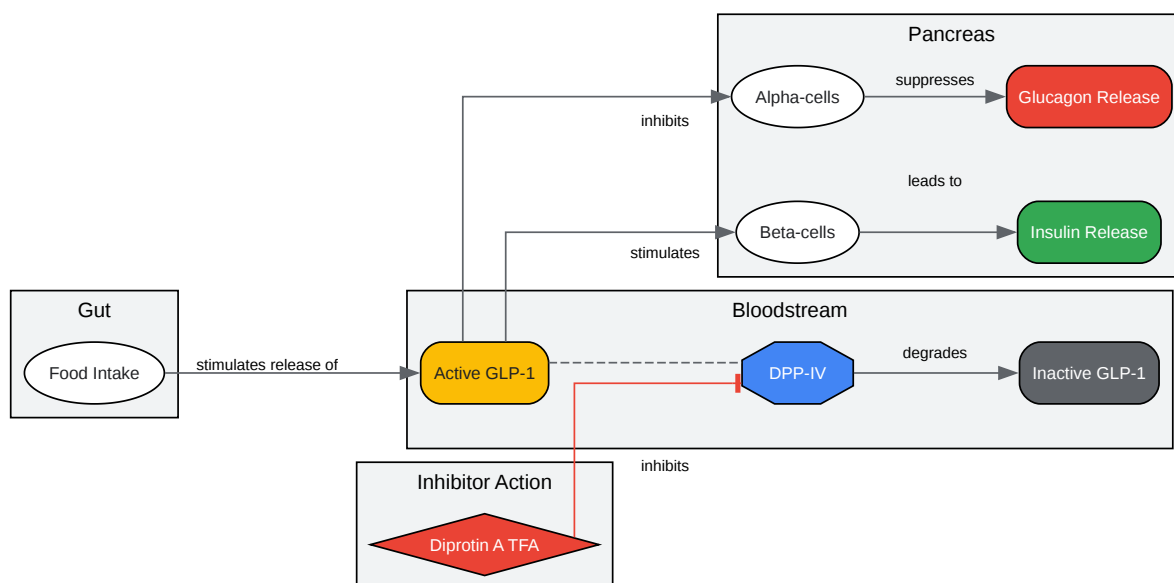 Pancreas
Alpha-cells
suppresses
Glucagon Release
inhibits
leads to
Beta-cells
Insulin Release
stimulates
Gut
Food Intake
stimulates release of
Bloodstream
Active GLP-1
DPP-IV
degrades
Inactive GLP-1
inhibits
Inhibitor Action
Diprotin A TFA